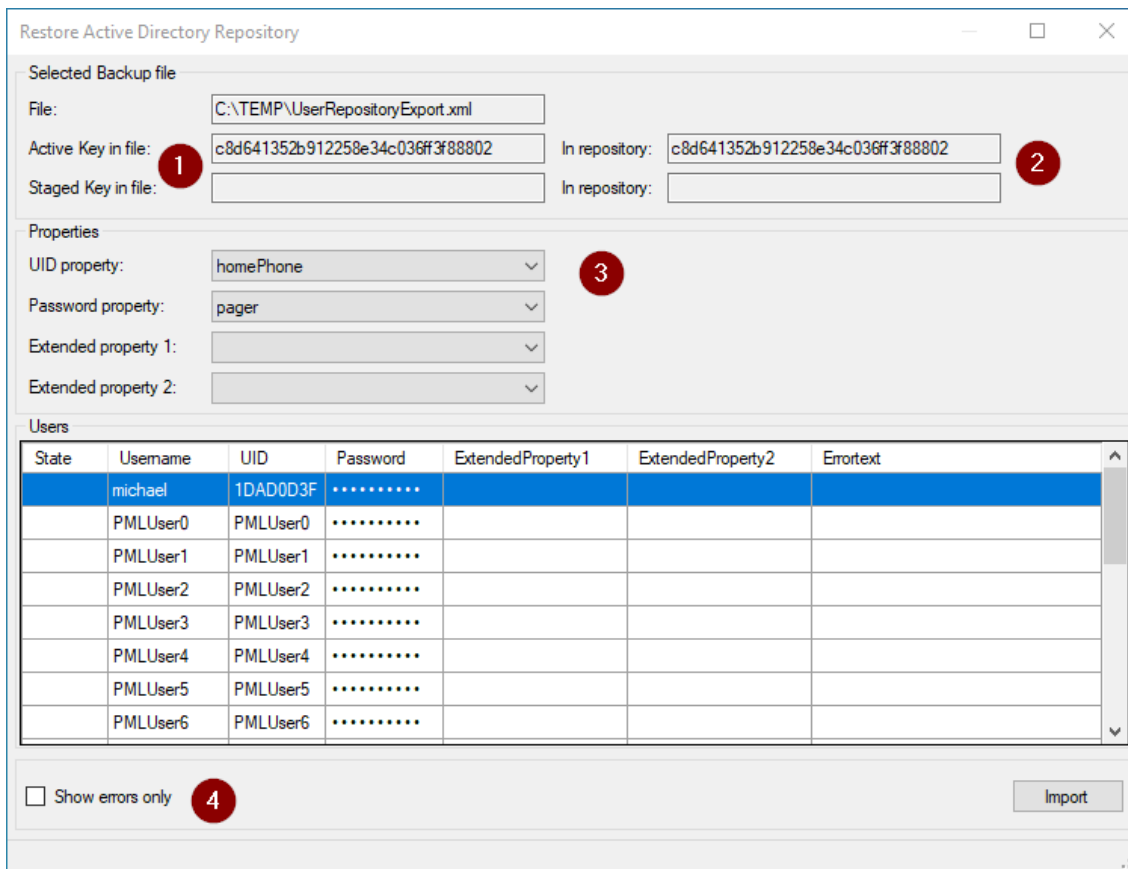 Restore Active Directory Repository
Selected Backup file
File: C:\TEMP\UserRepositoryExport.xml
Active Key in file: c8d641352b912258e34c036ff3f88802 In repository: c8d641352b912258e34c036ff3f88802
1 2
Staged Key in file: In repository:
Properties
UID property: homePhone 3
Password property: pager
Extended property 1:
Extended property 2:
Users
State Username UID Password ExtendedProperty1 ExtendedProperty2 Errortext
michael 1DAD0D3F ••••••••••
PMLUser0 PMLUser0 ••••••••••
PMLUser1 PMLUser1 ••••••••••
PMLUser2 PMLUser2 ••••••••••
PMLUser3 PMLUser3 ••••••••••
PMLUser4 PMLUser4 ••••••••••
PMLUser5 PMLUser5 ••••••••••
PMLUser6 PMLUser6 ••••••••••
Show errors only 4 Import